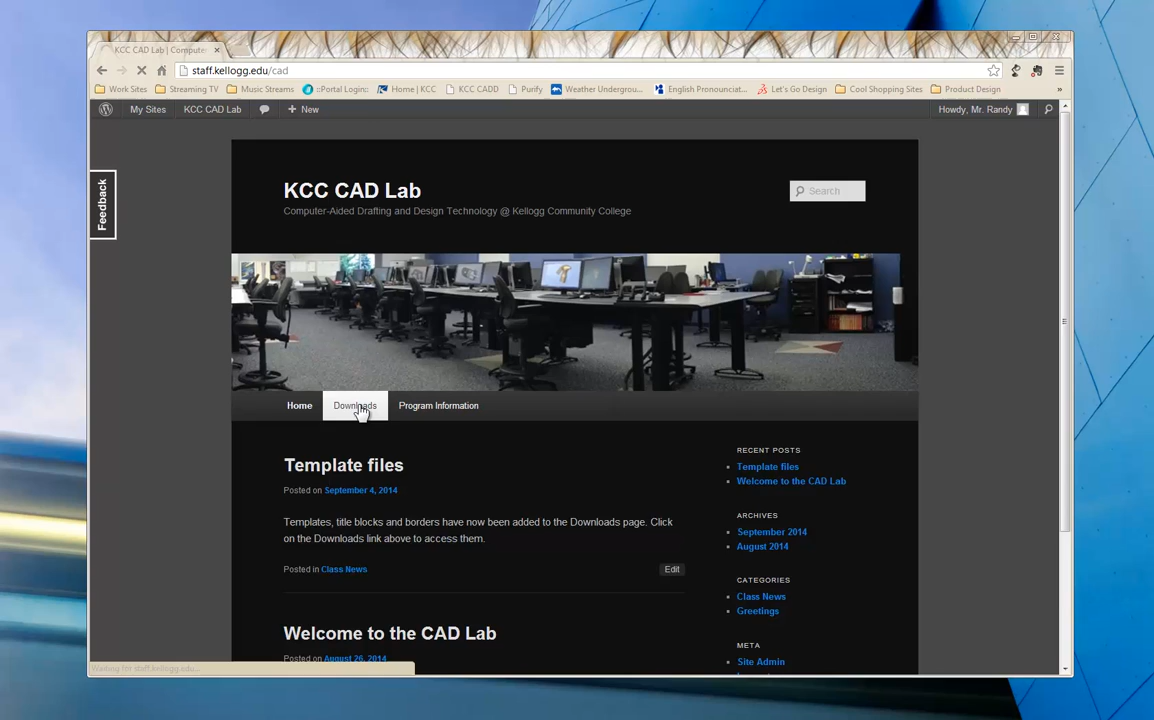 KCC CAD Lab | Compute
staff.kellogg.edu/cad
Work Sites Streaming TV Music Streams Home | KCC KCC CADD Purify Weather Undergrou... English Pronounciat... Let's Go Design Cool Shopping Sites Product Design »
My Sites KCC CAD Lab + New Howdy, Mr. Randy
Feedback
KCC CAD Lab
Search
Computer-Aided Drafting and Design Technology @ Kellogg Community College
Home Downloads Program Information
Template files
Posted on September 4, 2014
Templates, title blocks and borders have now been added to the Downloads page. Click
on the Downloads link above to access them.
Posted in Class News
Edit
Welcome to the CAD Lab
Posted on August 26, 2014
RECENT POSTS
Template files
Welcome to the CAD Lab
ARCHIVES
September 2014
August 2014
CATEGORIES
Class News
Greetings
META
Site Admin
Waiting for staff.kellogg.edu...